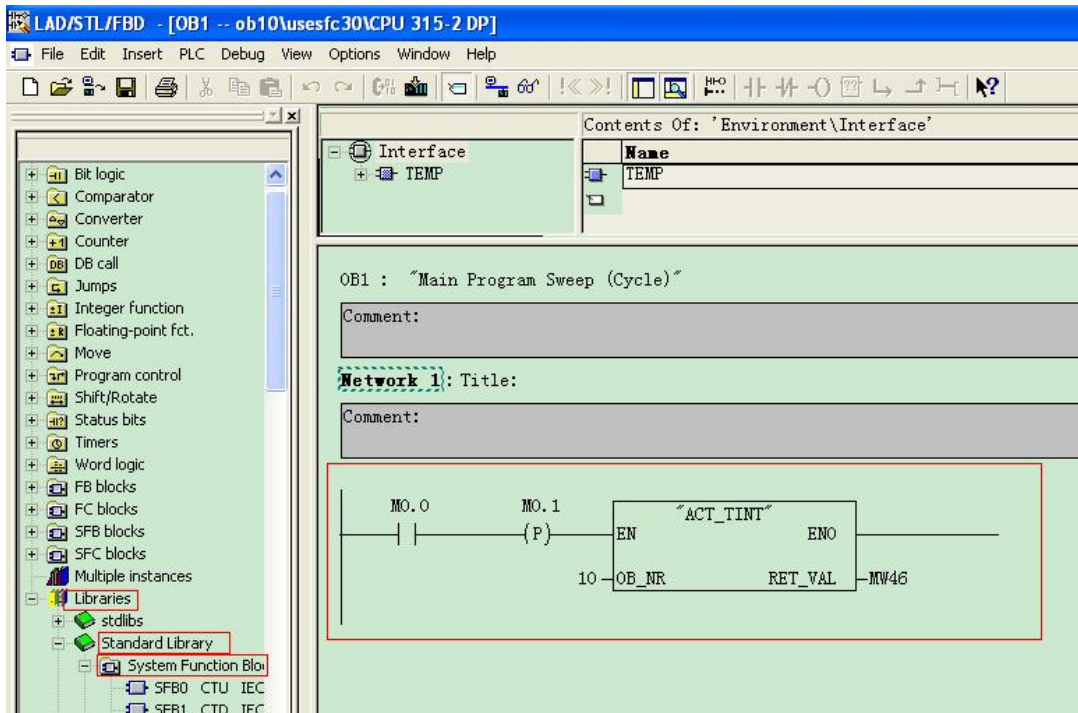 LAD/STL/FBD - [OB1 -- ob10\usesfc30\CPU 315-2 DP]
File Edit Insert PLC Debug View Options Window Help
Contents Of: 'Environment\Interface'
Interface
Name
TEMP
TEMP
Bit logic
Comparator
Converter
Counter
DB call
Jumps
Integer function
Floating-point fct.
Move
Program control
Shift/Rotate
Status bits
Timers
Word logic
FB blocks
FC blocks
SFB blocks
SFC blocks
Multiple instances
Libraries
stdlibs
Standard Library
System Function Blo
SFB0 CTU IEC
SFB1 CTD IEC
OB1 : "Main Program Sweep (Cycle)"
Comment:
Network 1: Title:
Comment:
M0.0 M0.1 "ACT_TINT"
(P) EN ENO
10 OB_NR RET_VAL MW46